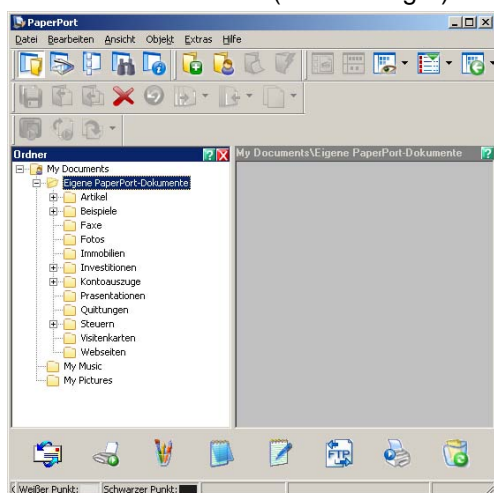 PaperPort
Datei Bearbeiten Ansicht Objekt Extras Hilfe
Ordner
My Documents\Eigene PaperPort-Dokumente
My Documents
Eigene PaperPort-Dokumente
Artikel
Beispiele
Faxe
Fotos
Immobilien
Investitionen
Kontoauszuge
Prasentationen
Quittungen
Steuern
Visitenkarten
Webseiten
My Music
My Pictures
FTP
Weißer Punkt: Schwarzer Punkt: